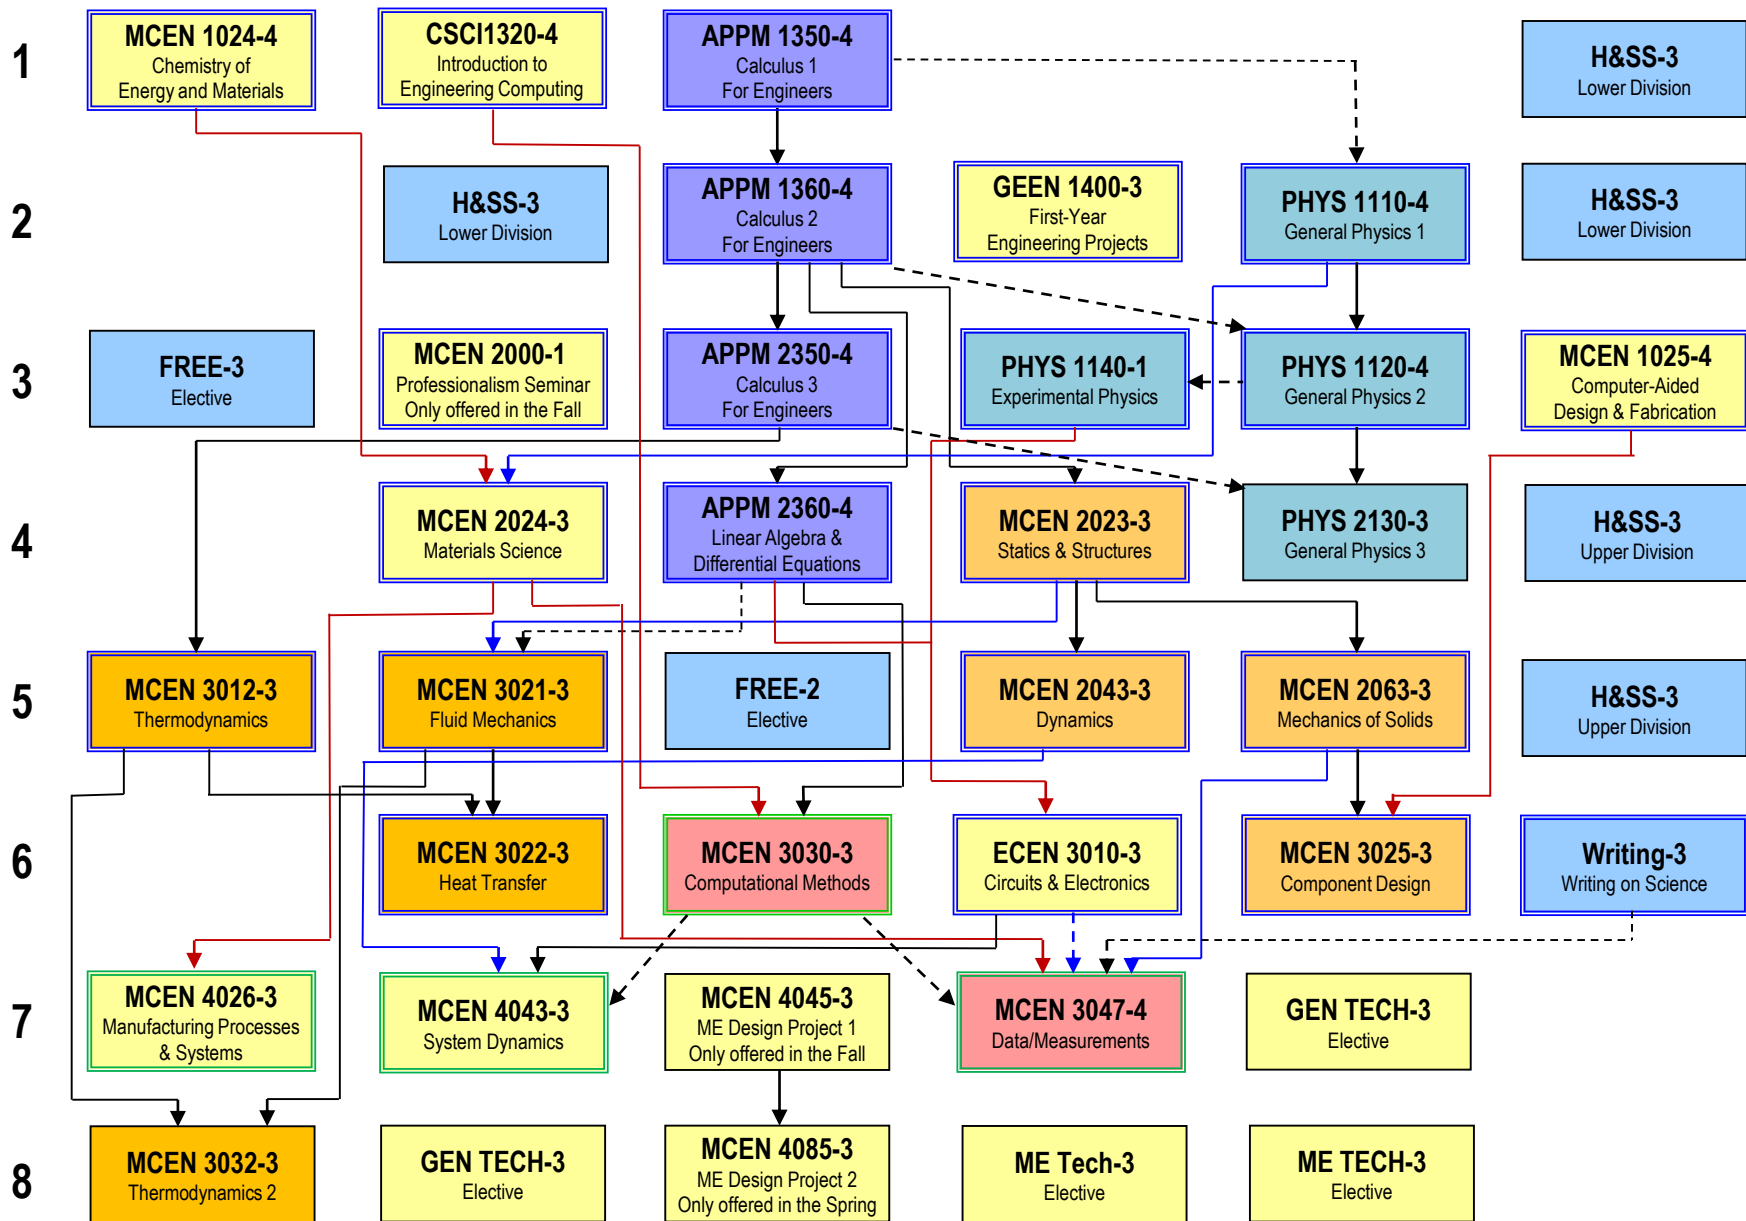 1
MCEN 1024-4
Chemistry of
Energy and Materials
CSCI1320-4
Introduction to
Engineering Computing
APPM 1350-4
Calculus 1
For Engineers
H&SS-3
Lower Division
2
H&SS-3
Lower Division
APPM 1360-4
Calculus 2
For Engineers
GEEN 1400-3
First-Year
Engineering Projects
PHYS 1110-4
General Physics 1
H&SS-3
Lower Division
3
FREE-3
Elective
MCEN 2000-1
Professionalism Seminar
Only offered in the Fall
APPM 2350-4
Calculus 3
For Engineers
PHYS 1140-1
Experimental Physics
PHYS 1120-4
General Physics 2
MCEN 1025-4
Computer-Aided
Design & Fabrication
4
MCEN 2024-3
Materials Science
APPM 2360-4
Linear Algebra &
Differential Equations
MCEN 2023-3
Statics & Structures
PHYS 2130-3
General Physics 3
H&SS-3
Upper Division
5
MCEN 3012-3
Thermodynamics
MCEN 3021-3
Fluid Mechanics
FREE-2
Elective
MCEN 2043-3
Dynamics
MCEN 2063-3
Mechanics of Solids
H&SS-3
Upper Division
6
MCEN 3022-3
Heat Transfer
MCEN 3030-3
Computational Methods
ECEN 3010-3
Circuits & Electronics
MCEN 3025-3
Component Design
Writing-3
Writing on Science
7
MCEN 4026-3
Manufacturing Processes
& Systems
MCEN 4043-3
System Dynamics
MCEN 4045-3
ME Design Project 1
Only offered in the Fall
MCEN 3047-4
Data/Measurements
GEN TECH-3
Elective
8
MCEN 3032-3
Thermodynamics 2
GEN TECH-3
Elective
MCEN 4085-3
ME Design Project 2
Only offered in the Spring
ME Tech-3
Elective
ME TECH-3
Elective